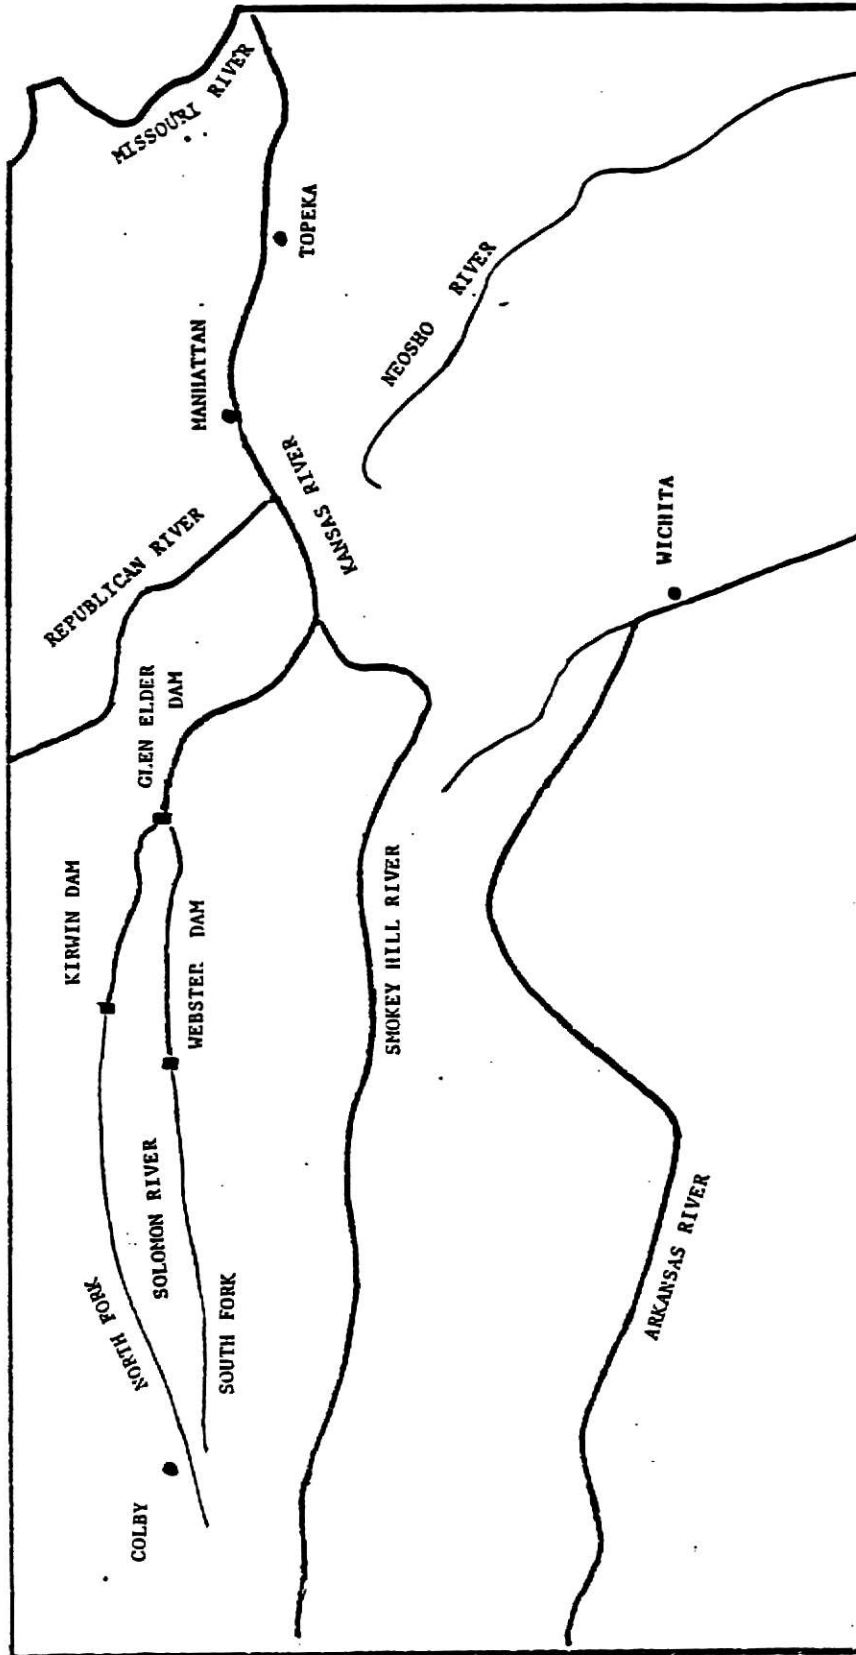 COLBY
NORTH FORK
SOLOMON RIVER
SOUTH FORK
KIRWIN DAM
WEBSTER DAM
GLEN ELDER
DAM
REPUBLICAN RIVER
MANHATTAN
TOPEKA
MISSOURI RIVER
KANSAS RIVER
SMOKEY HILL RIVER
NEOSHO RIVER
WICHITA
ARKANSAS RIVER